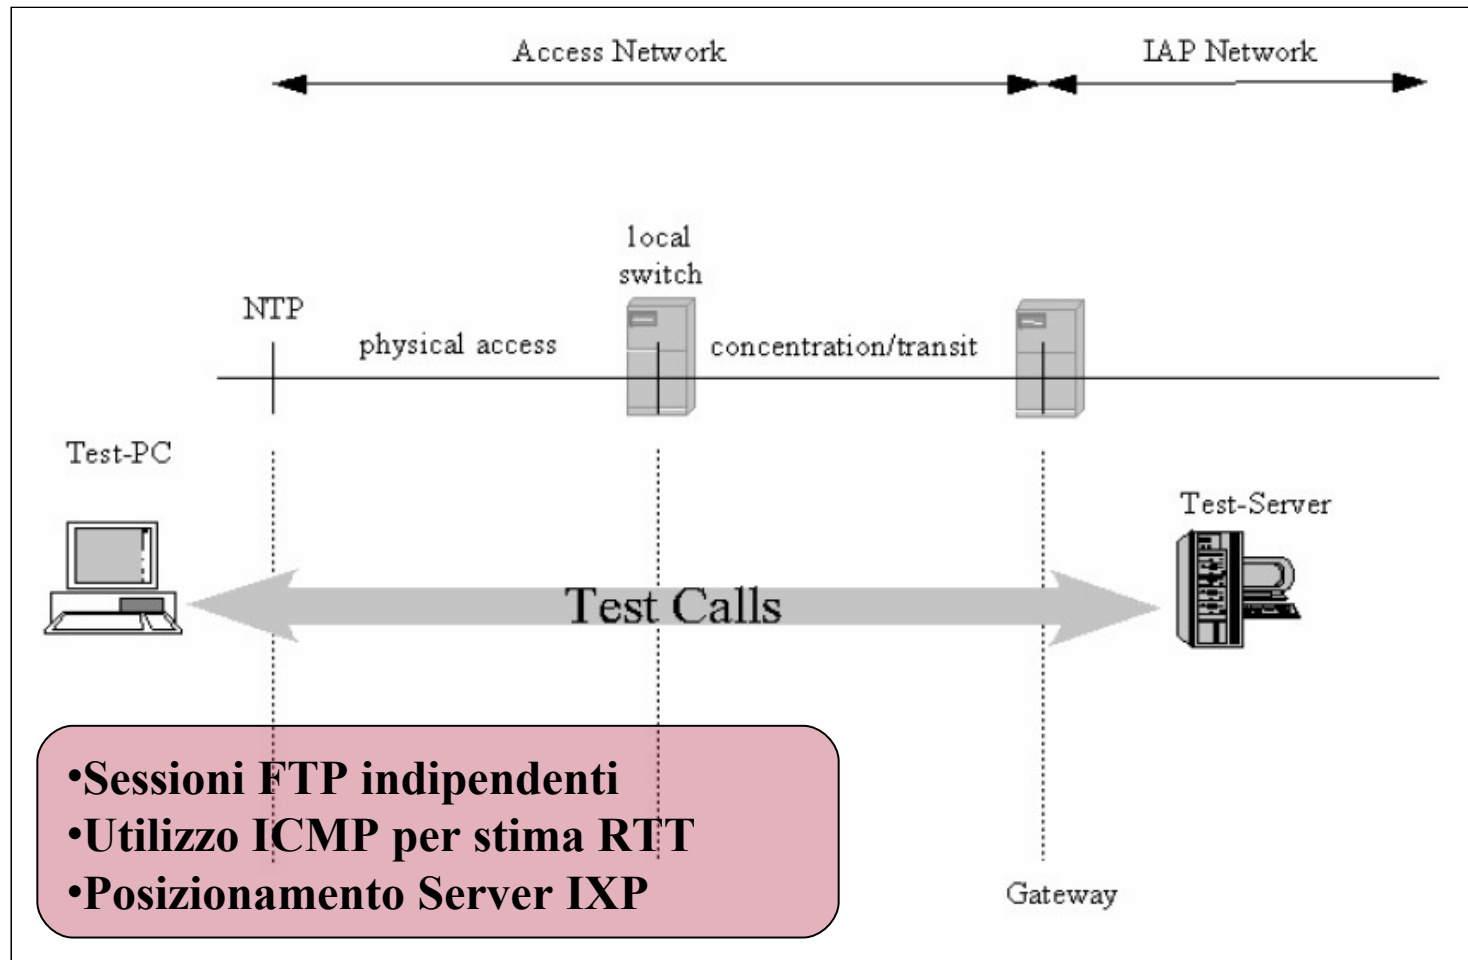 Access Network
IAP Network
local
switch
NTP
physical access
concentration/transit
Test-PC
Test-Server
Test Calls
•Sessioni FTP indipendenti
•Utilizzo ICMP per stima RTT
•Posizionamento Server IXP
Gateway